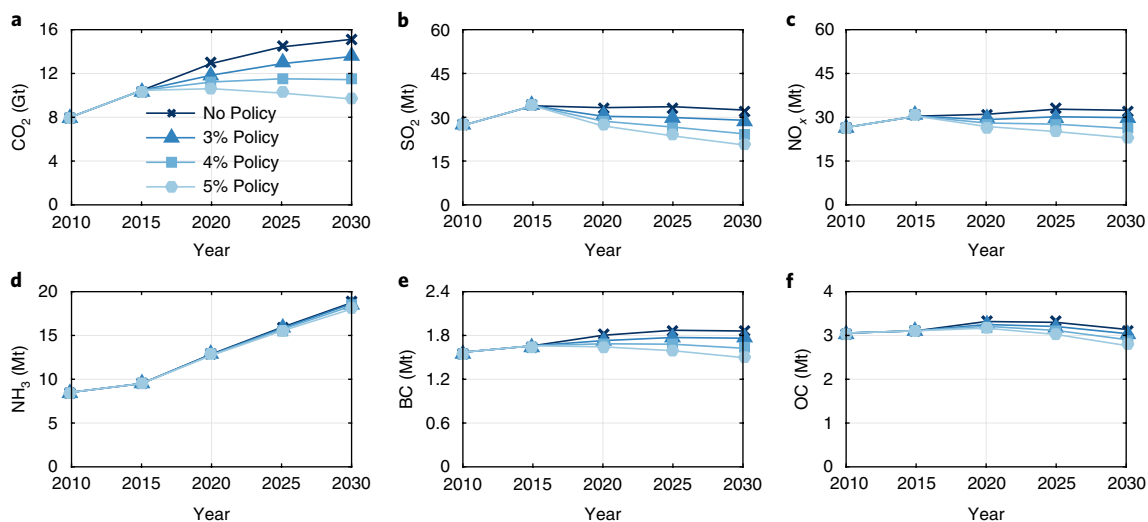 a
16
12
8
4
0
CO2 (Gt)
No Policy
3% Policy
4% Policy
5% Policy
2010 2015 2020 2025 2030
Year
b
60
45
30
15
0
SO2 (Mt)
2010 2015 2020 2025 2030
Year
c
60
45
30
15
0
NOx (Mt)
2010 2015 2020 2025 2030
Year
d
20
15
10
5
0
NH3 (Mt)
2010 2015 2020 2025 2030
Year
e
2.4
1.8
1.2
0.6
0
BC (Mt)
2010 2015 2020 2025 2030
Year
f
4
3
2
1
0
OC (Mt)
2010 2015 2020 2025 2030
Year